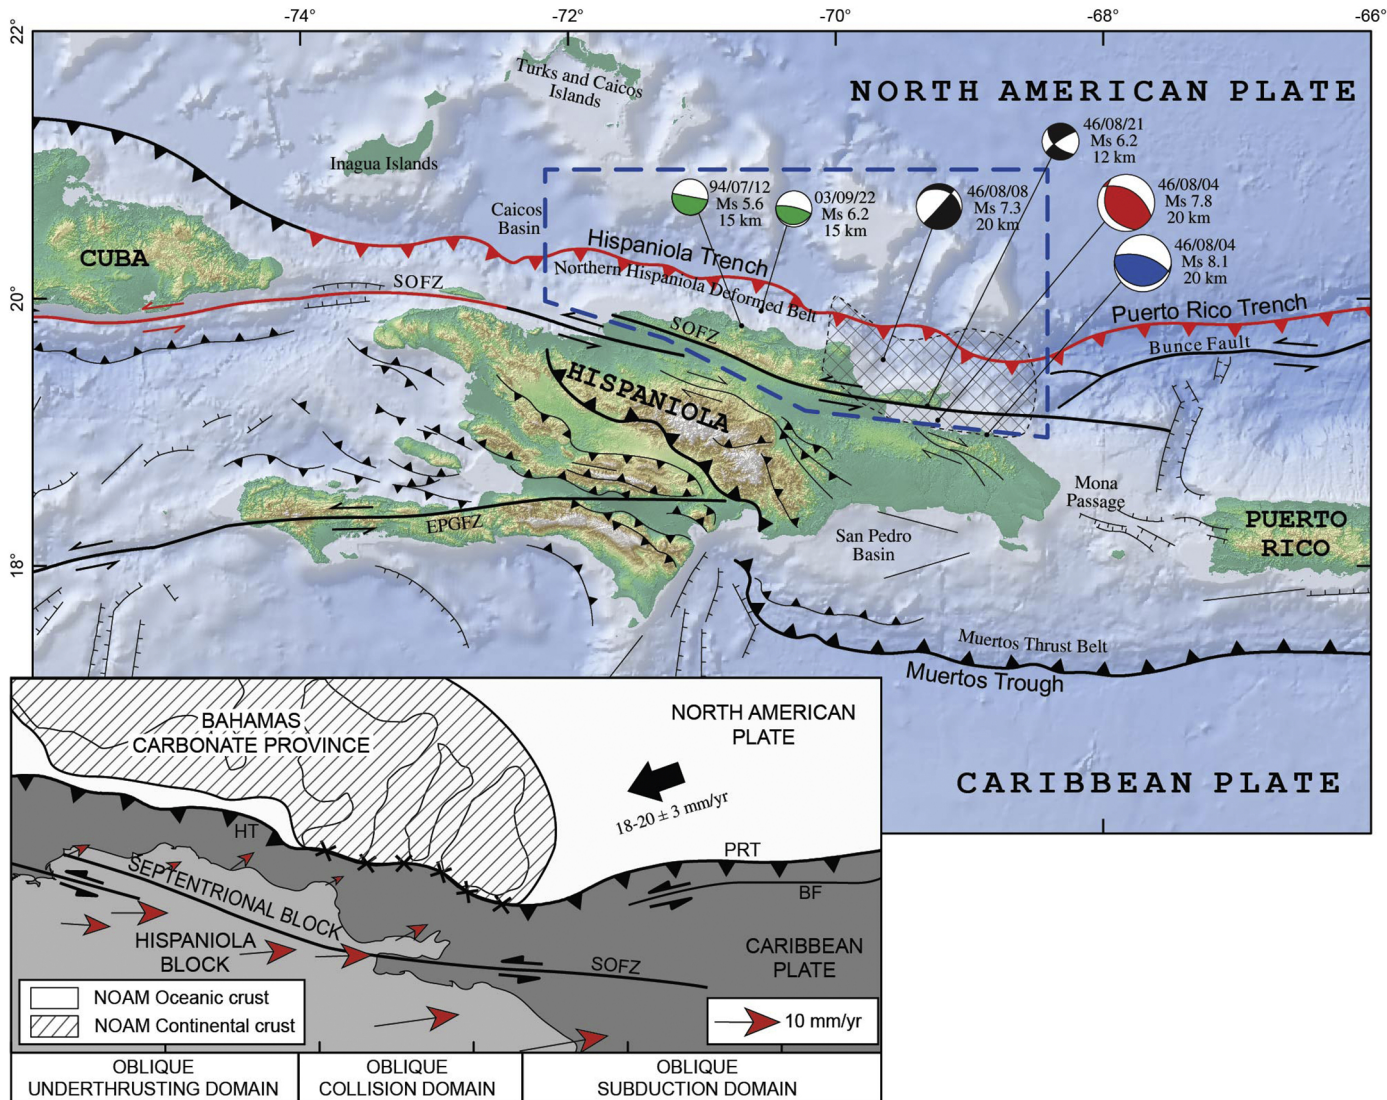 -74°
-72°
-70°
-68°
-66°
22°
20°
18°
NORTH AMERICAN PLATE
Turks and Caicos
Islands
Inagua Islands
46/08/21
Ms 6.2
12 km
94/07/12
Ms 5.6
15 km
03/09/22
Ms 6.2
15 km
46/08/08
Ms 7.3
20 km
46/08/04
Ms 7.8
20 km
46/08/04
Ms 8.1
20 km
Caicos
Basin
CUBA
Hispaniola Trench
Northern Hispaniola Deformed Belt
SOFZ
SOFZ
Puerto Rico Trench
Bunce Fault
HISPANIOLA
EPGFZ
Mona
Passage
San Pedro
Basin
PUERTO
RICO
Muertos Thrust Belt
Muertos Trough
CARIBBEAN PLATE
BAHAMAS
CARBONATE PROVINCE
NORTH AMERICAN
PLATE
18-20 ± 3 mm/yr
HT
PRT
BF
SEPTENTRIONAL BLOCK
HISPANIOLA
BLOCK
CARIBBEAN
PLATE
SOFZ
NOAM Oceanic crust
NOAM Continental crust
10 mm/yr
OBLIQUE
UNDERTHRUSTING DOMAIN
OBLIQUE
COLLISION DOMAIN
OBLIQUE
SUBDUCTION DOMAIN